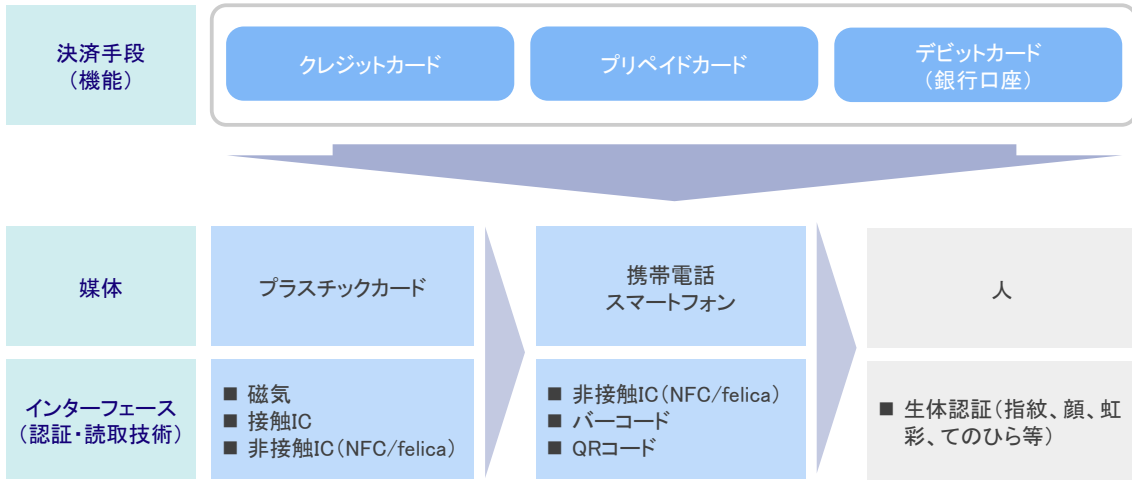 決済手段
（機能）
クレジットカード
プリペイドカード
デビットカード
（銀行口座）
媒体
プラスチックカード
携帯電話
スマートフォン
人
インターフェース
（認証・読取技術）
■ 磁気
■ 接触IC
■ 非接触IC（NFC/felica）
■ 非接触IC（NFC/felica）
■ バーコード
■ QRコード
■ 生体認証（指紋、顔、虹
彩、てのひら等）